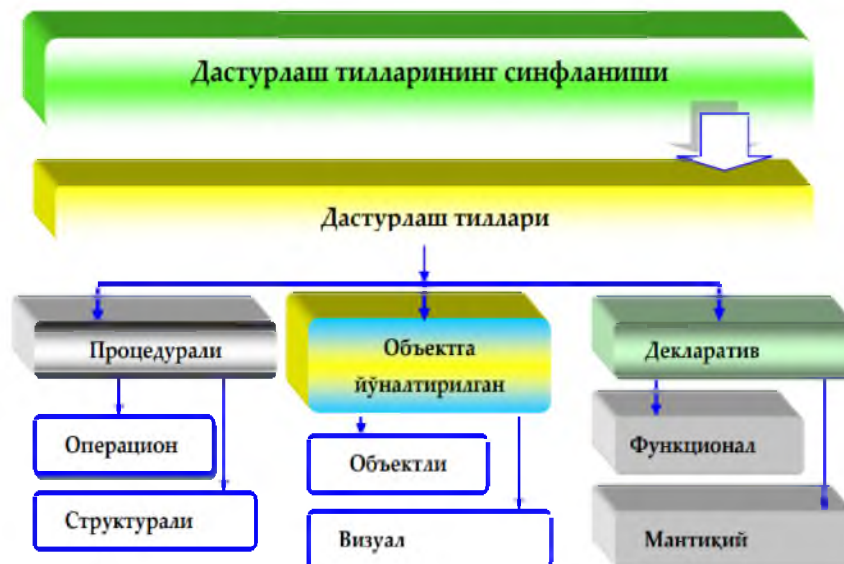 Дастурлаш тилларининг синфланиши
Дастурлаш тиллари
Процедурали
Объектга
йўналтирилган
Декларатив
Операцион
Объектли
Функционал
Структурали
Визуал
Мантиқий